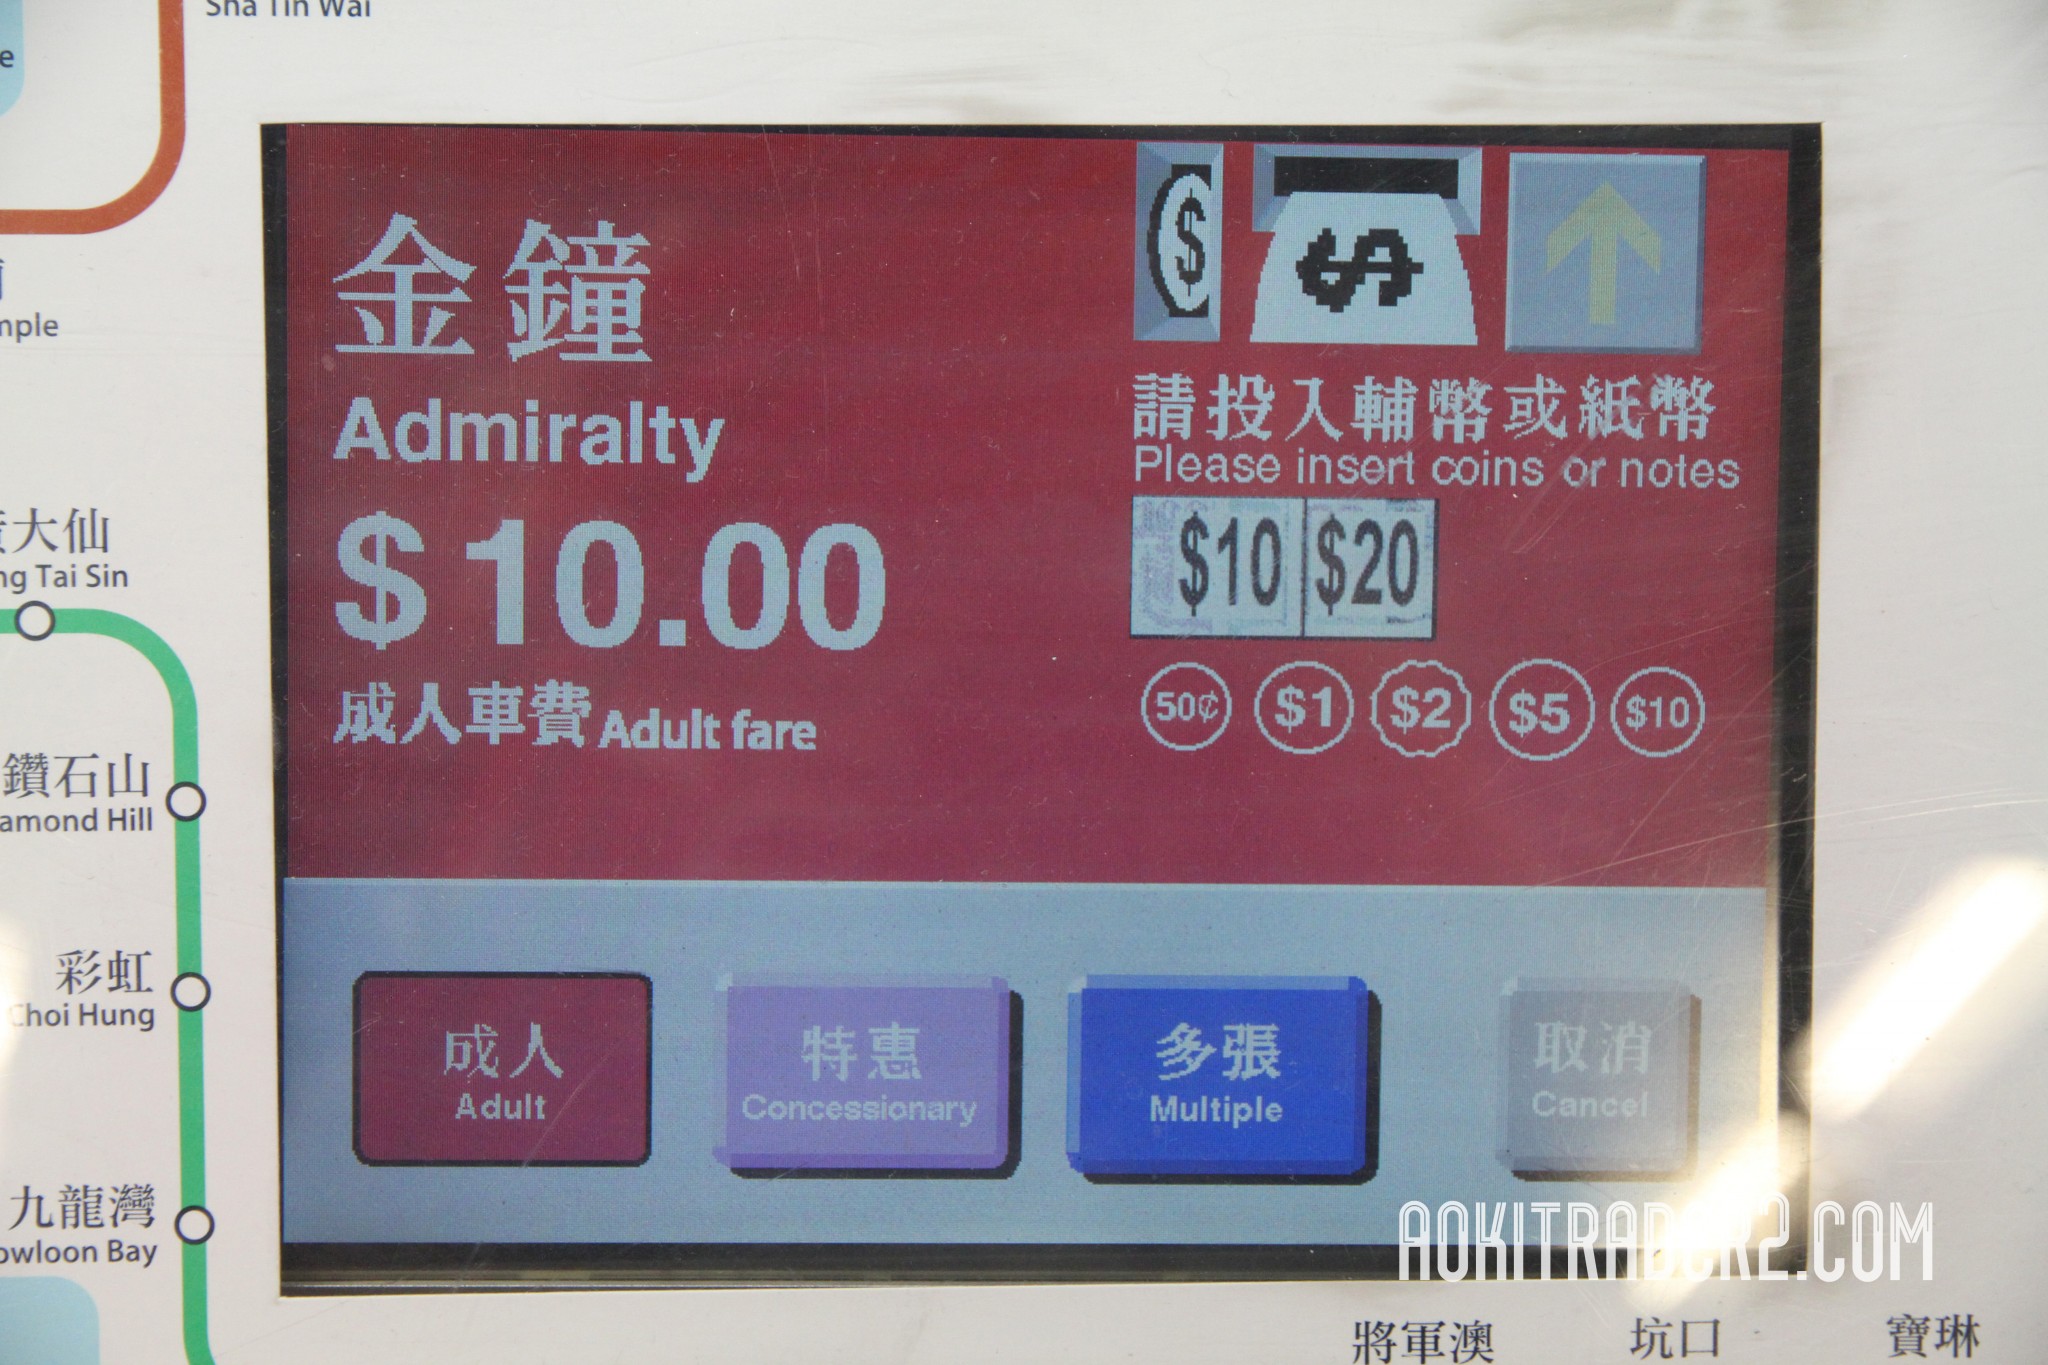 Sha Tin Wai
大仙
Tai Sin
鑽石山
amond Hill
彩虹
Choi Hung
九龍灣
owloon Bay
金鐘
Admiralty
$10.00
成人車費 Adult fare
$
$
請投入輔幣或紙幣
Please insert coins or notes
$10 $20
50¢ $1 $2 $5 $10
成人
Adult
特惠
Concessionary
多張
Multiple
取消
Cancel
AOKITRADER2.COM
將軍澳 坑口 寶琳